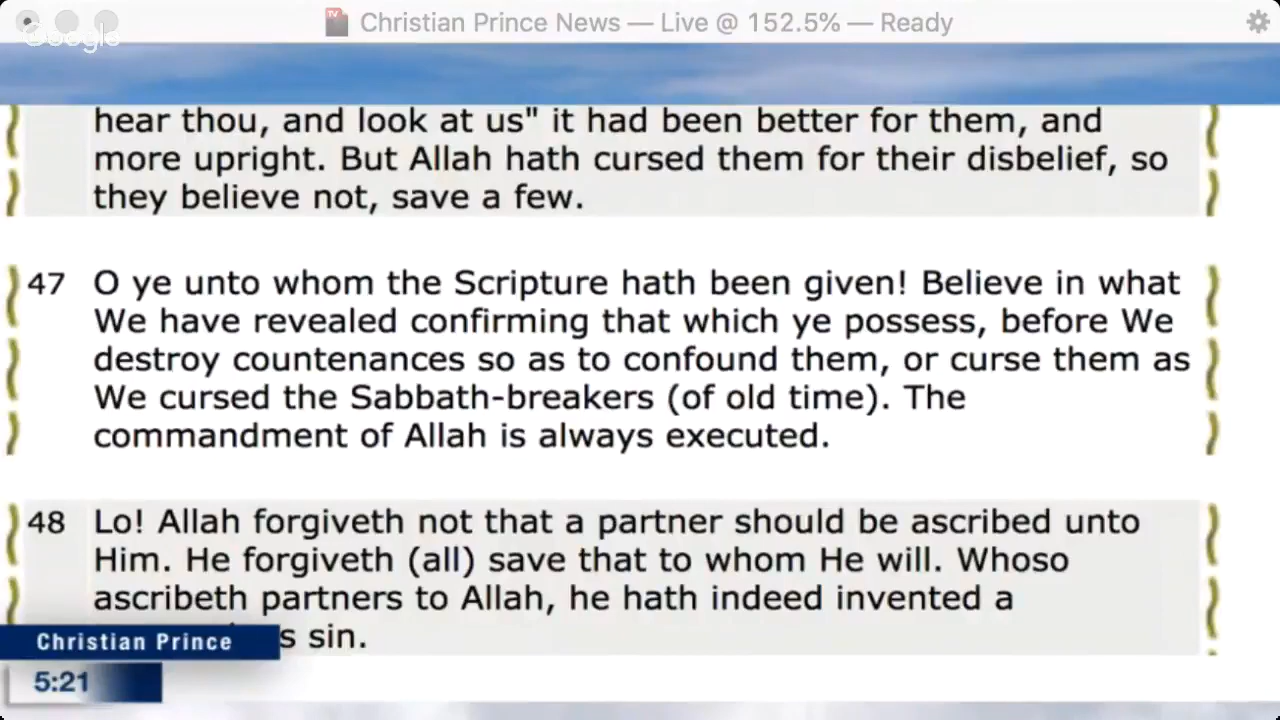 Google
TV
Christian Prince News — Live @ 152.5% — Ready
hear thou, and look at us" it had been better for them, and
more upright. But Allah hath cursed them for their disbelief, so
they believe not, save a few.
47 O ye unto whom the Scripture hath been given! Believe in what
We have revealed confirming that which ye possess, before We
destroy countenances so as to confound them, or curse them as
We cursed the Sabbath-breakers (of old time). The
commandment of Allah is always executed.
48 Lo! Allah forgiveth not that a partner should be ascribed unto
Him. He forgiveth (all) save that to whom He will. Whoso
ascribeth partners to Allah, he hath indeed invented a
s sin.
Christian Prince
5:21